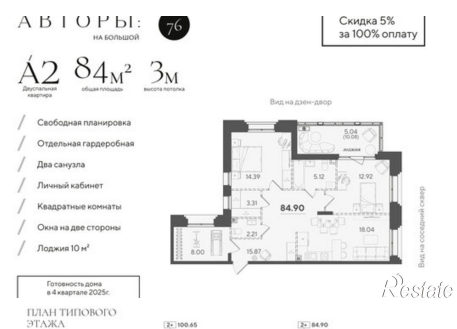 АВТОРЫ:
НА БОЛЬШОЙ
76
Скидка 5%
за 100% оплату
А2
Двуспальная
квартира
84м²
общая площадь
3м
высота потолка
Вид на дзен-двор
/ Свободная планировка
/ Отдельная гардеробная
/ Два санузла
/ Личный кабинет
/ Квадратные комнаты
/ Окна на две стороны
/ Лоджия 10 м²
5.04
(10.08)
лоджия
14.39
5.12
12.92
3.31
84.90
2.21
18.04
8.00
15.87
Вид на соседний сквер
Готовность дома
в 4 квартале 2025г.
Restate
ПЛАН ТИПОВОГО
ЭТАЖА
2+ 100.65
2+ 84.90